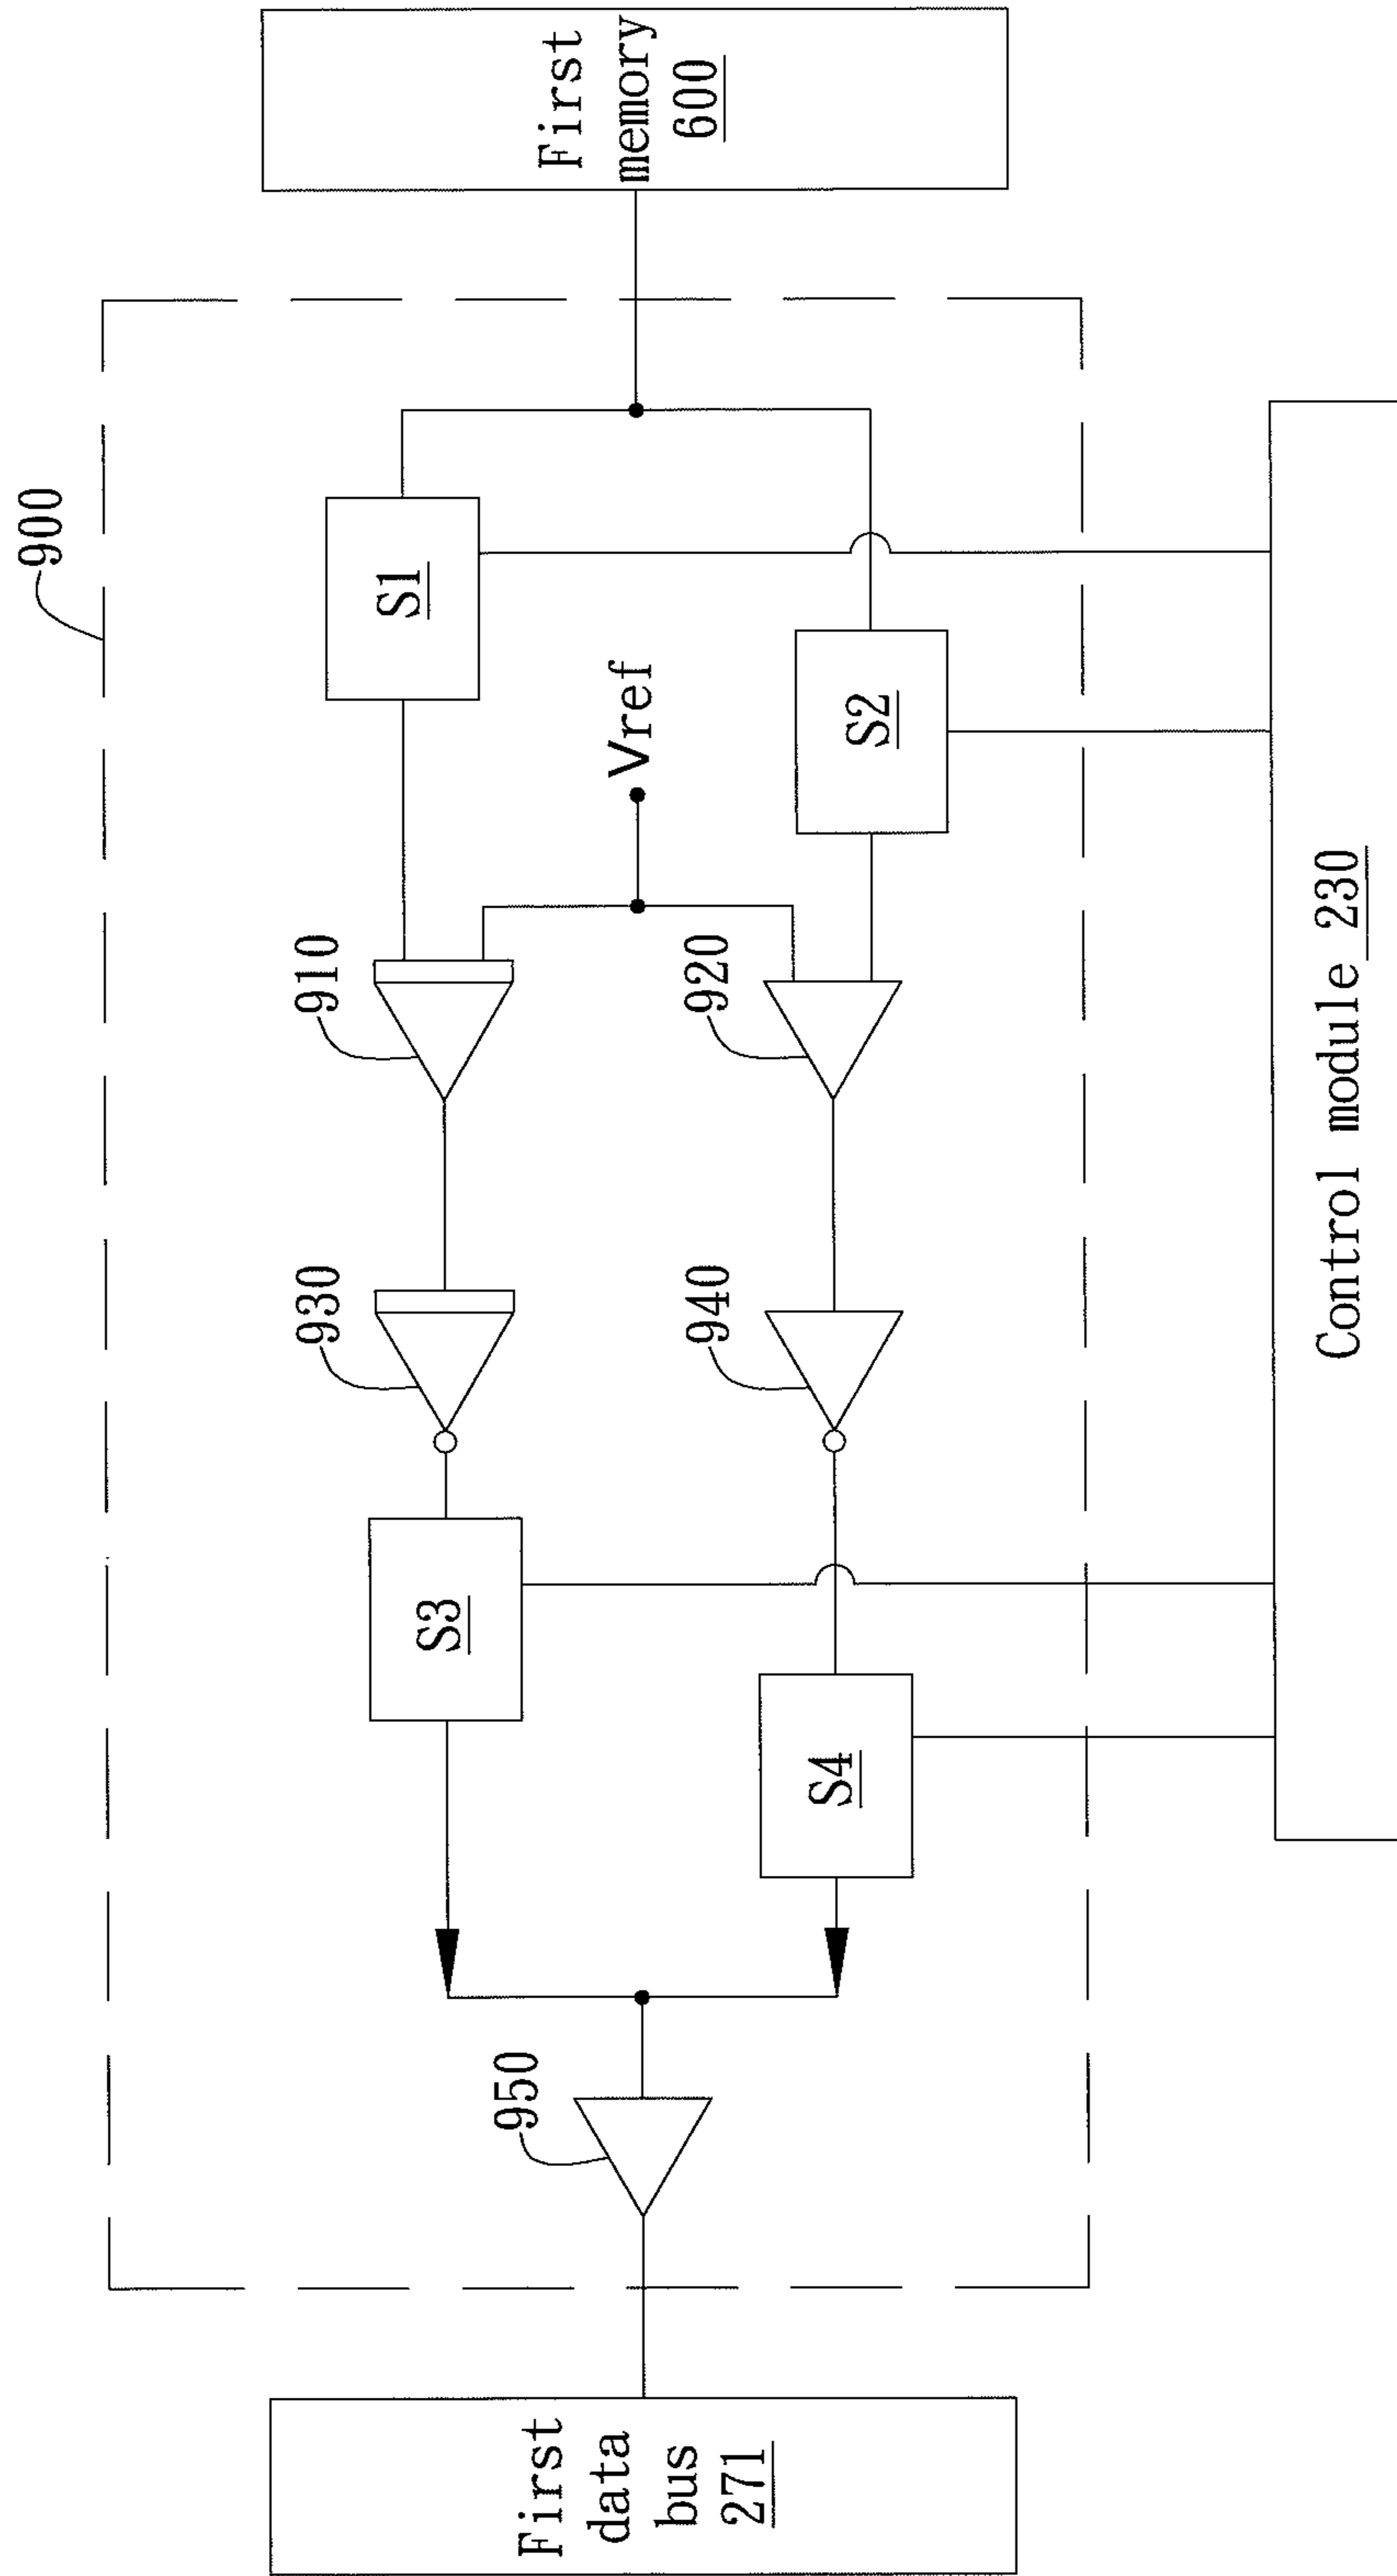 900
First
memory
600
S1
S2
Vref
910
920
930
940
S3
S4
950
First
data
bus
271
Control module 230